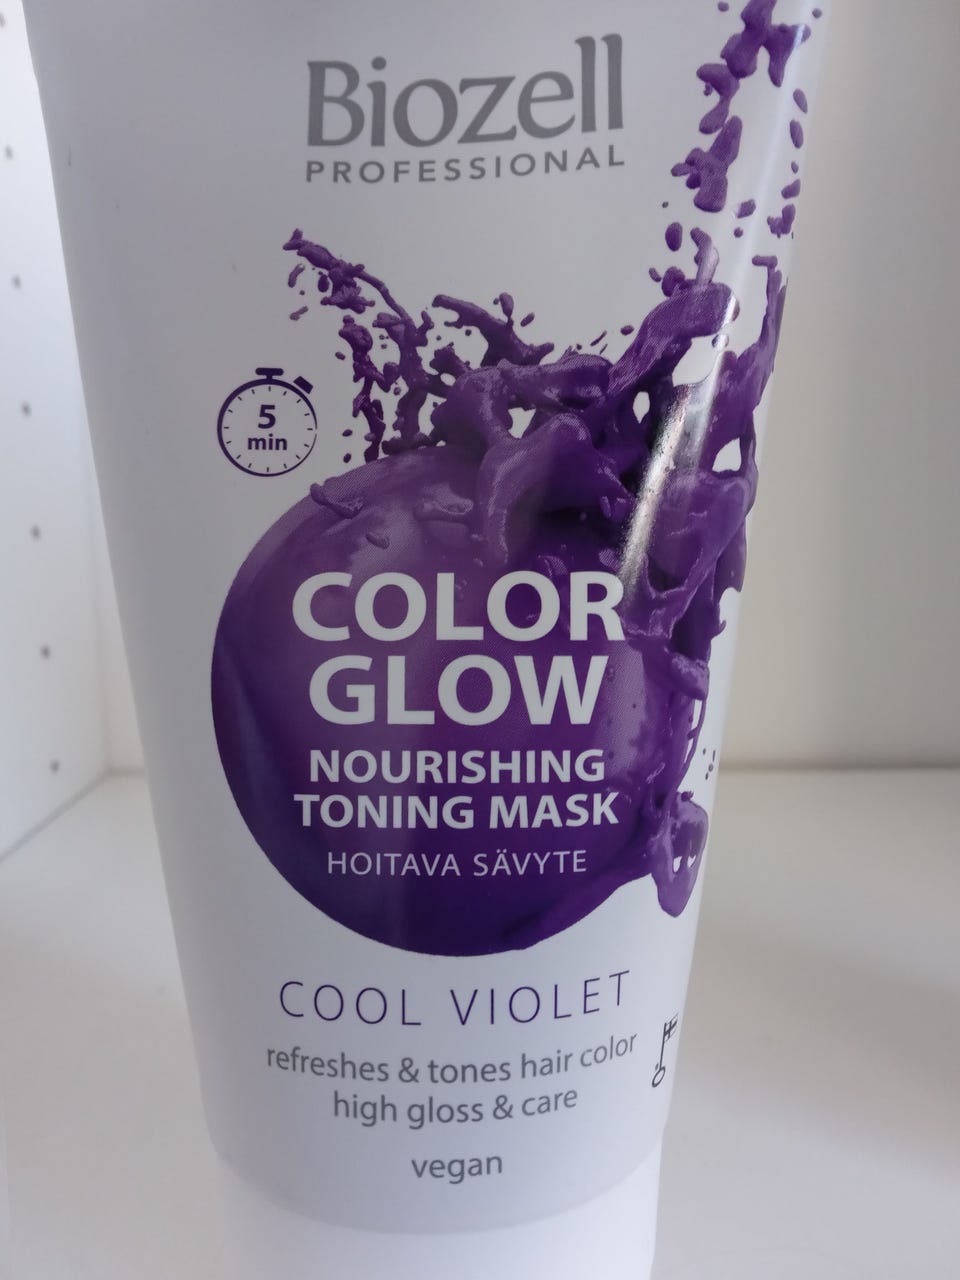 Biozell
PROFESSIONAL
5
min
COLOR
GLOW
NOURISHING
TONING MASK
HOITAVA SÄVYTE
COOL VIOLET
refreshes & tones hair color
high gloss & care
vegan